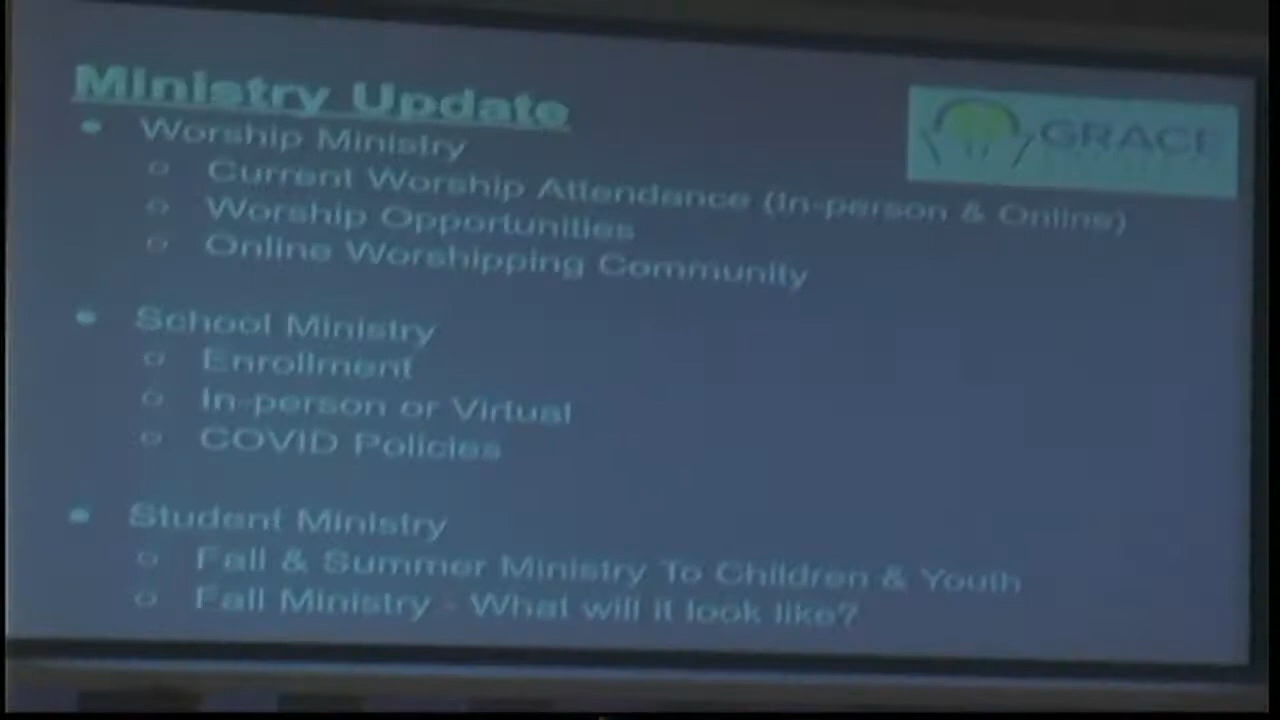 Ministry Update
GRACE
• Worship Ministry
o Current Worship Attendance (In-person & Online)
o Worship Opportunities
o Online Worshipping Community
• School Ministry
o Enrollment
o In-person or Virtual
o COVID Policies
• Student Ministry
o Fall & Summer Ministry To Children & Youth
o Fall Ministry - What will it look like?